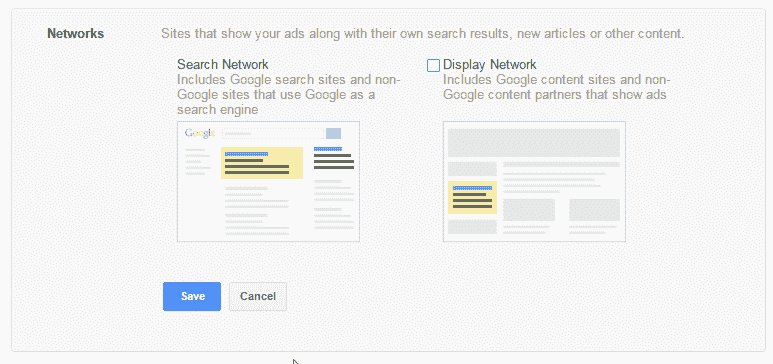 Networks
Sites that show your ads along with their own search results, new articles or other content.
Search Network
Includes Google search sites and non-
Google sites that use Google as a
search engine
Google
Display Network
Includes Google content sites and non-
Google content partners that show ads
Save
Cancel